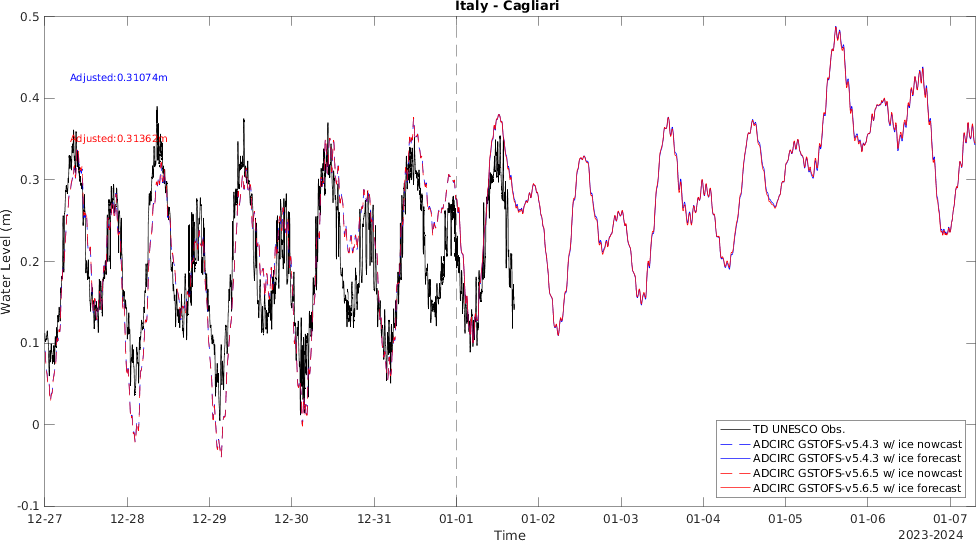 Italy - Cagliari
0.5
Adjusted:0.31074m
0.4
Adjusted:0.31362m
0.3
Water Level (m)
0.2
0.1
0
-0.1
TD UNESCO Obs.
ADCIRC GSTOFS-v5.4.3 w/ ice nowcast
ADCIRC GSTOFS-v5.4.3 w/ ice forecast
ADCIRC GSTOFS-v5.6.5 w/ ice nowcast
ADCIRC GSTOFS-v5.6.5 w/ ice forecast
12-27 12-28 12-29 12-30 12-31 01-01 01-02 01-03 01-04 01-05 01-06 01-07
Time
2023-2024